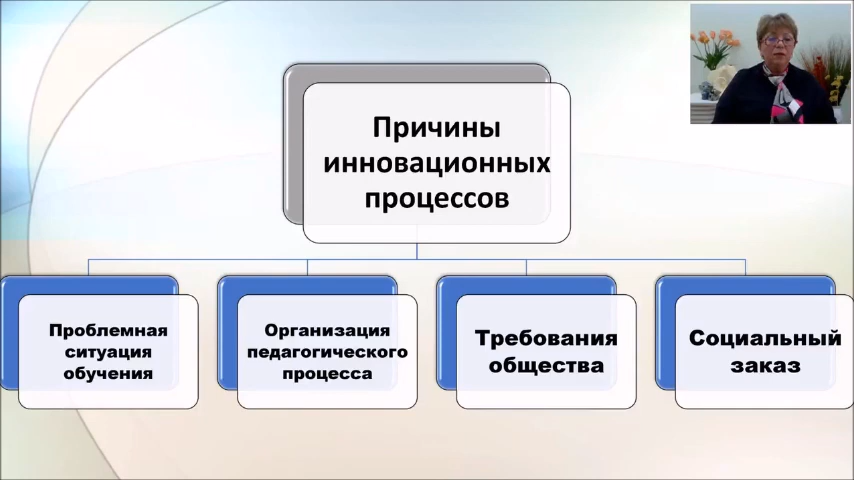 Причины
инновационных
процессов
Проблемная
ситуация
обучения
Организация
педагогического
процесса
Требования
общества
Социальный
заказ